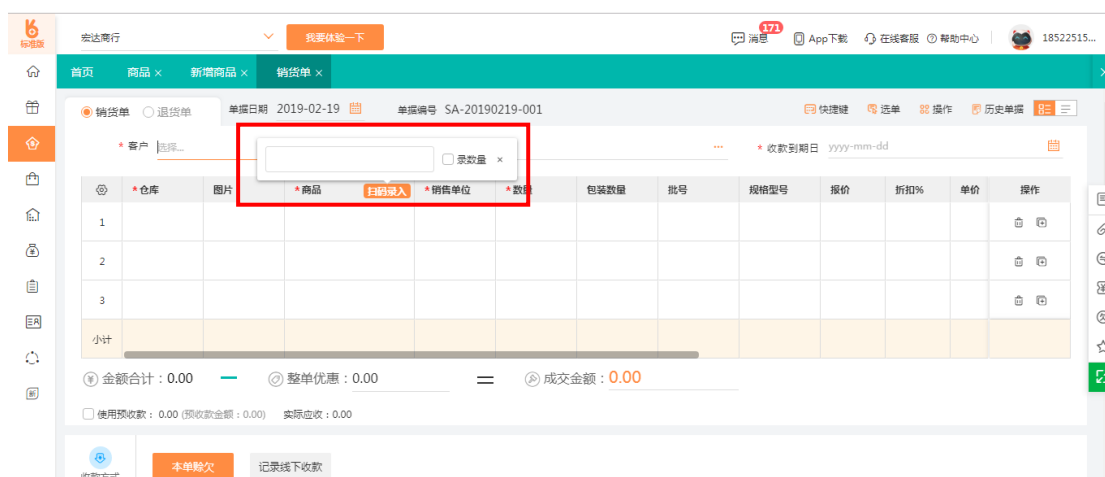 标准版
宏达商行 我要体验一下 171 消息 App下载 在线客服 帮助中心 18522515...
首页 商品 × 新增商品 × 销货单 ×
销货单 退货单 单据日期 2019-02-19 单据编号 SA-20190219-001 快捷键 选单 操作 历史单据
* 客户 选择... ... * 收款到期日 yyyy-mm-dd
录数量 ×
* 仓库 图片 * 商品 扫码录入 * 销售单位 * 数量 包装数量 批号 规格型号 报价 折扣% 单价 操作
1
2
3
小计
金额合计：0.00 整单优惠：0.00 = 成交金额：0.00
使用预收款： 0.00 (预收款金额：0.00) 实际应收：0.00
本单赊欠 记录线下收款
收款方式